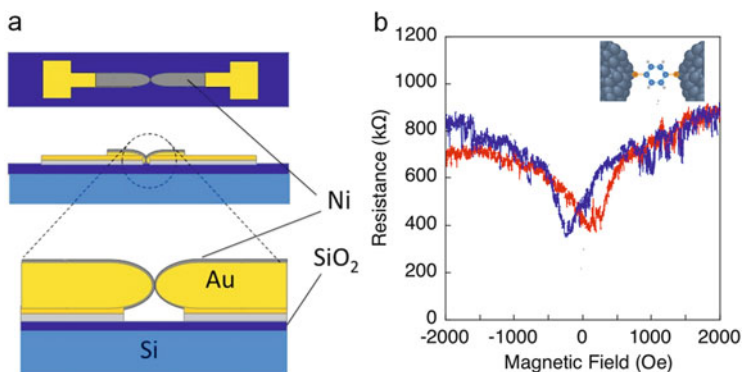 a
Ni
SiO2
Au
Si
b
1200
1000
800
600
400
200
0
Resistance (kΩ)
-2000 -1000 0 1000 2000
Magnetic Field (Oe)